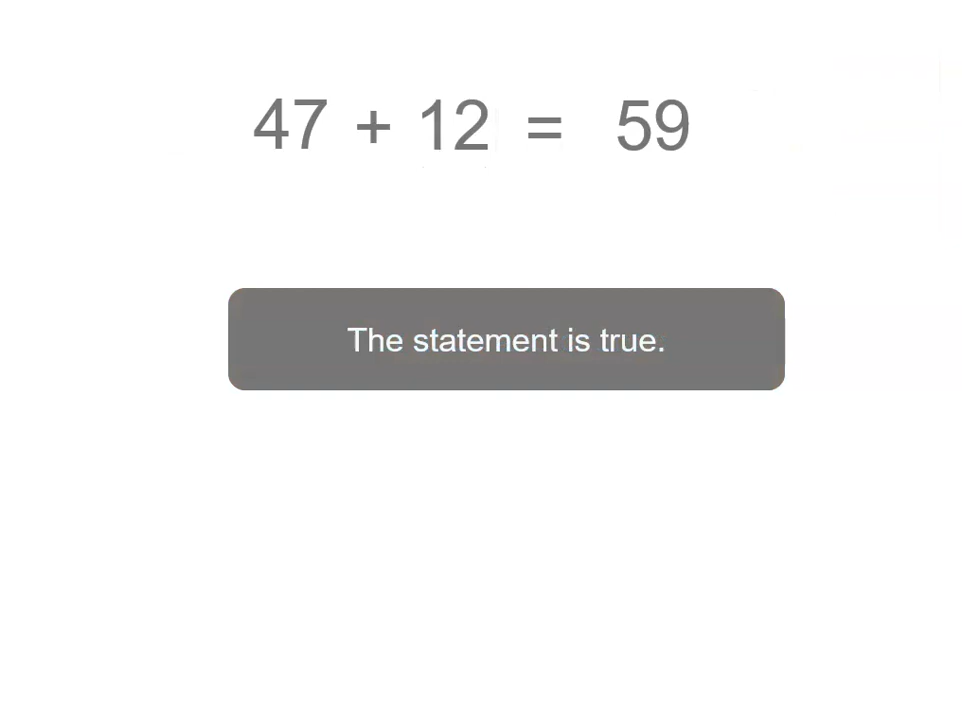 47 + 12 = 59
The statement is true.